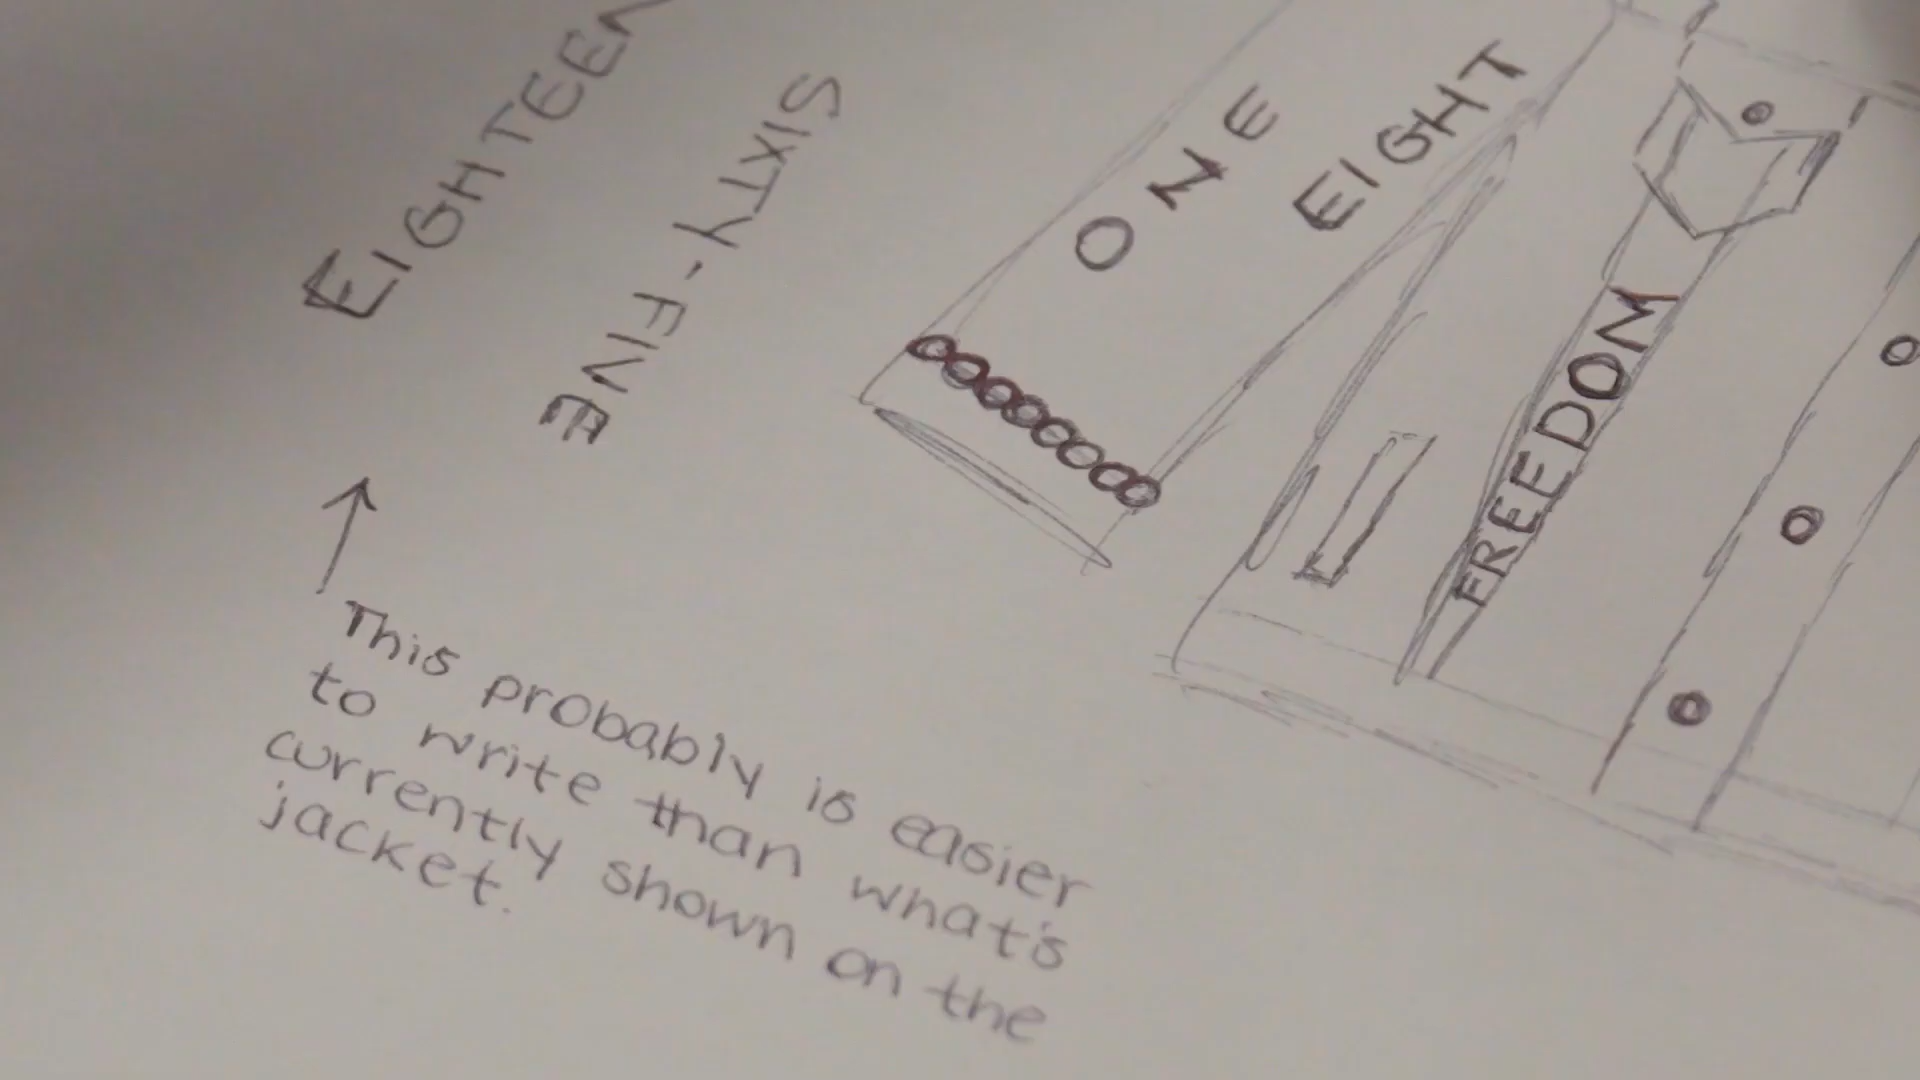 EIGHTEEN
SIXTY-FIVE
ONE
EIGHT
FREEDOM
This probably is easier
to write than what's
currently shown on the
jacket.